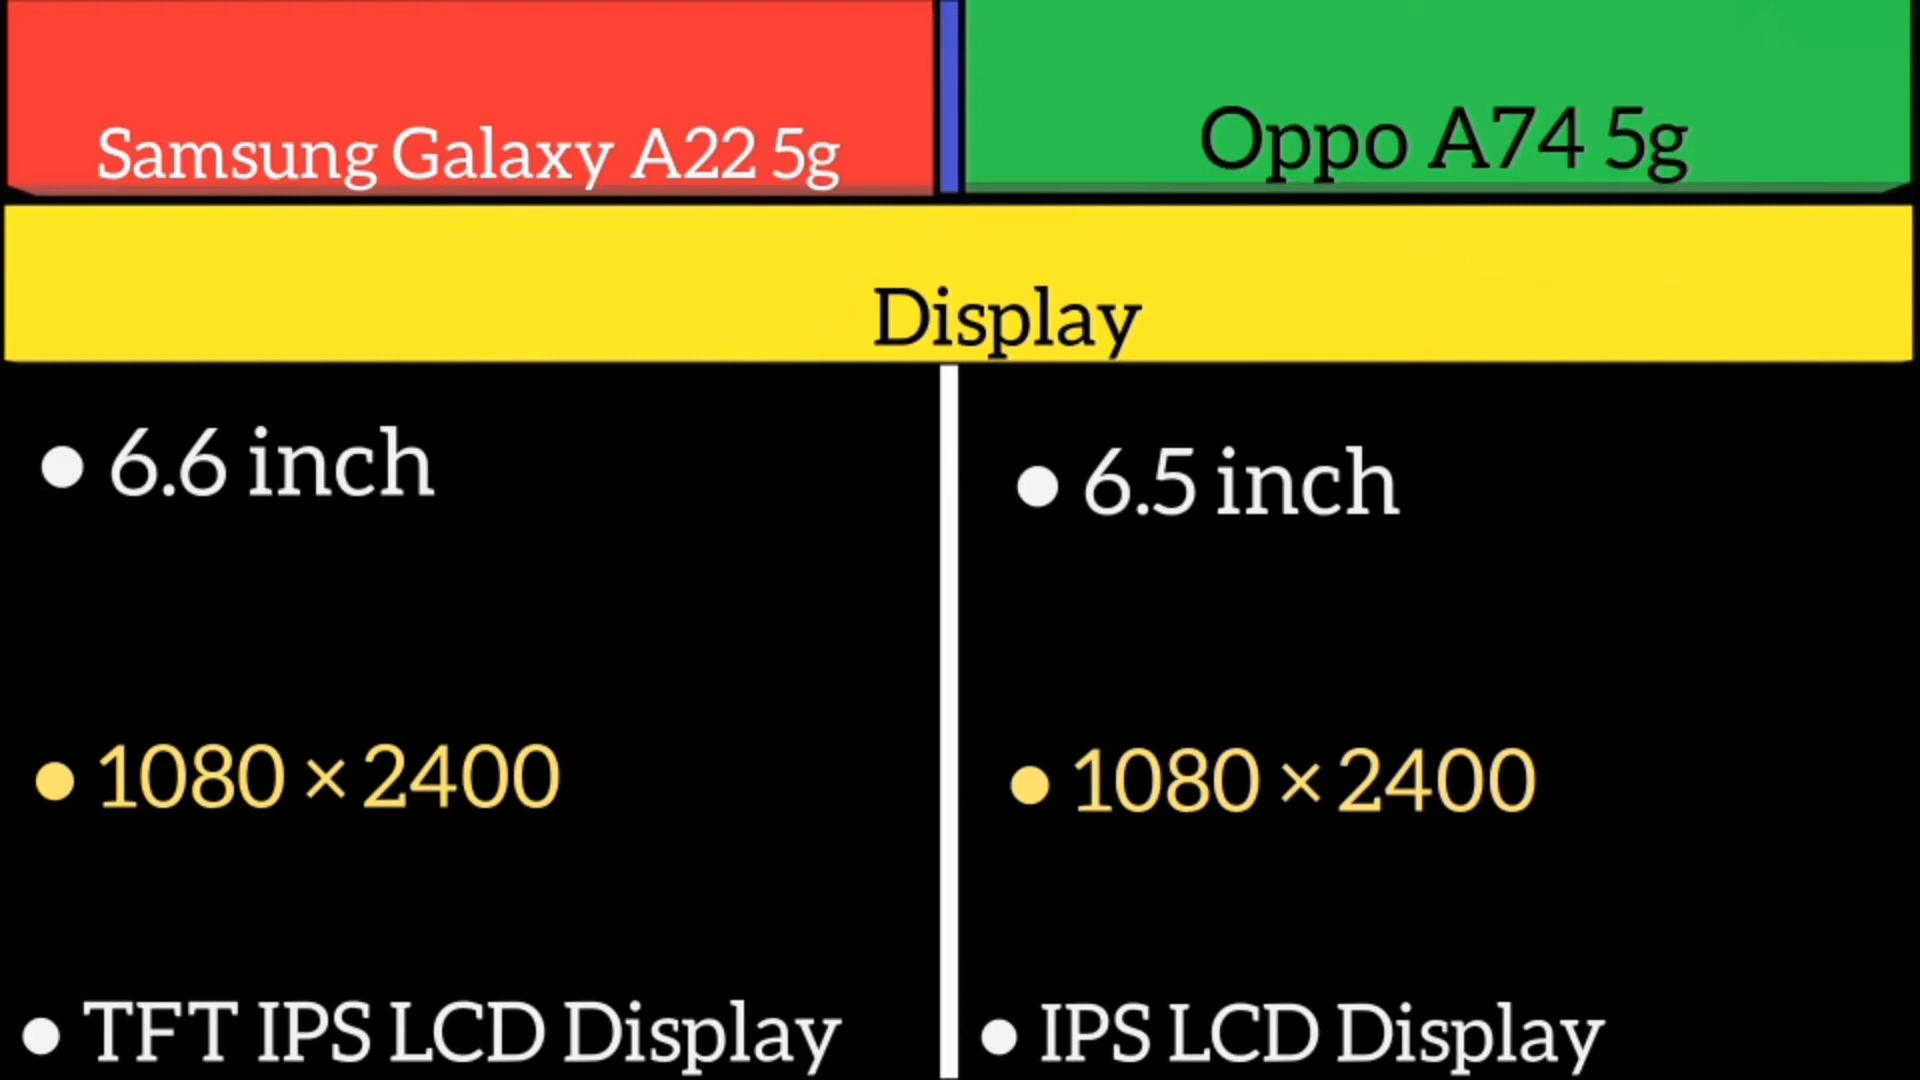 Samsung Galaxy A22 5g
Oppo A74 5g
Display
● 6.6 inch
● 6.5 inch
● 1080 × 2400
● 1080 × 2400
● TFT IPS LCD Display
● IPS LCD Display